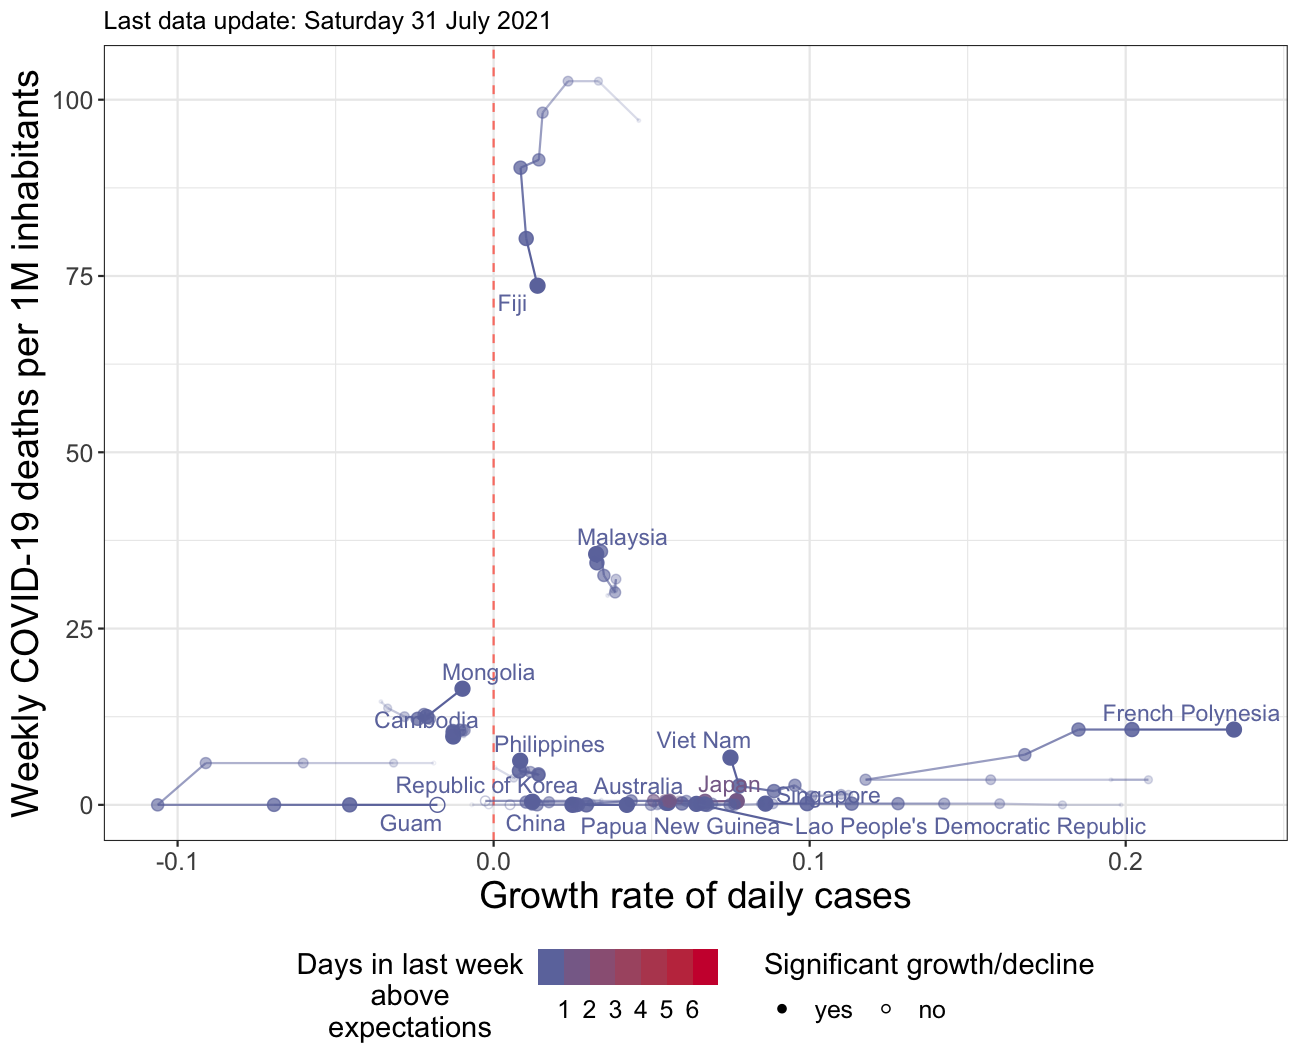 Last data update: Saturday 31 July 2021
Weekly COVID-19 deaths per 1M inhabitants
100
75
50
25
0
Fiji
Malaysia
Mongolia
Cambodia
French Polynesia
Philippines
Viet Nam
Republic of Korea
Australia
Japan
Singapore
Guam
China
Papua New Guinea
Lao People's Democratic Republic
-0.1
0.0
0.1
0.2
Growth rate of daily cases
Days in last week
above
expectations
1 2 3 4 5 6
Significant growth/decline
yes
no